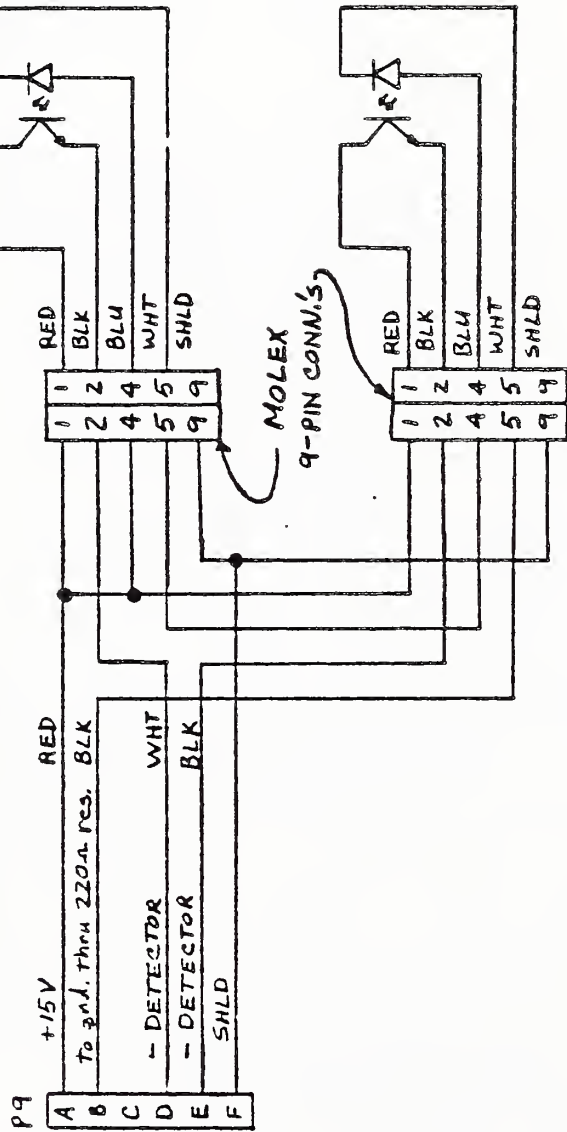 P9
A
B
C
D
E
F
+15V
To gnd. thru 220Ω res.
- DETECTOR
- DETECTOR
SHLD
RED
BLK
WHT
BLK
1 1
2 2
4 4
5 5
9 9
RED
BLK
BLU
WHT
SHLD
MOLEX
9-PIN CONN.'s
1 1
2 2
4 4
5 5
9 9
RED
BLK
BLU
WHT
SHLD